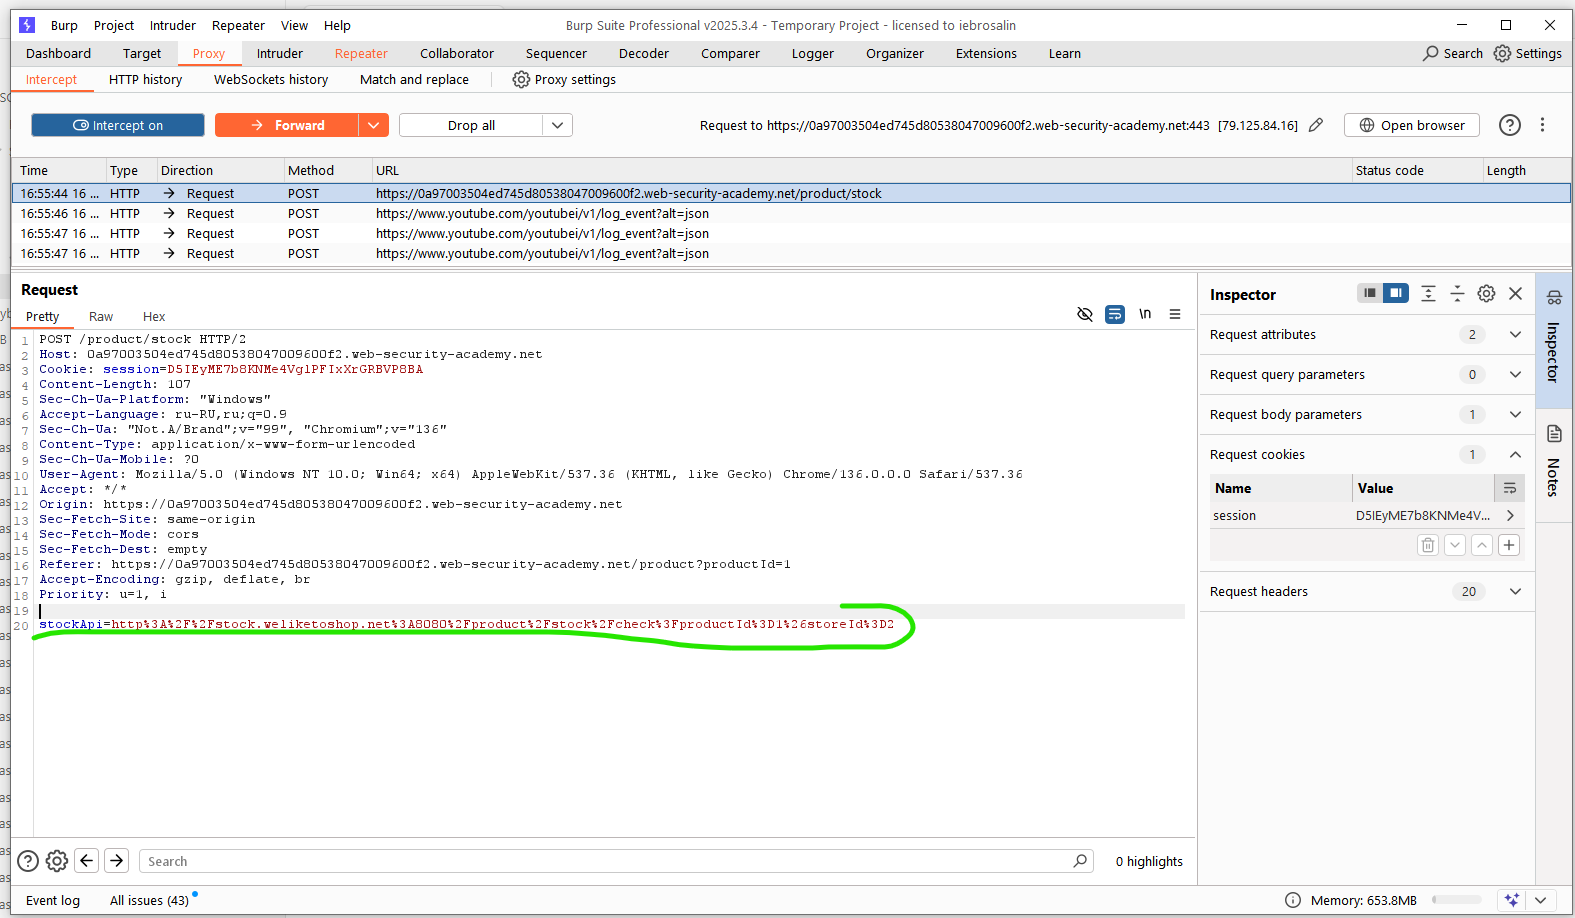 Burp Project Intruder Repeater View Help Burp Suite Professional v2025.3.4 - Temporary Project - licensed to iebrosalin
Dashboard Target Proxy Intruder Repeater Collaborator Sequencer Decoder Comparer Logger Organizer Extensions Learn Search Settings
Intercept HTTP history WebSockets history Match and replace Proxy settings
Intercept on Forward Drop all Request to https://0a97003504ed745d80538047009600f2.web-security-academy.net:443 [79.125.84.16] Open browser
Time Type Direction Method URL Status code Length
16:55:44 16 ... HTTP → Request POST https://0a97003504ed745d80538047009600f2.web-security-academy.net/product/stock
16:55:46 16 ... HTTP → Request POST https://www.youtube.com/youtubei/v1/log_event?alt=json
16:55:47 16 ... HTTP → Request POST https://www.youtube.com/youtubei/v1/log_event?alt=json
16:55:47 16 ... HTTP → Request POST https://www.youtube.com/youtubei/v1/log_event?alt=json
Request
Pretty Raw Hex \n
1 POST /product/stock HTTP/2
2 Host: 0a97003504ed745d80538047009600f2.web-security-academy.net
3 Cookie: session=D5IEyME7b8KNMe4VglPFIxXrGRBVP8BA
4 Content-Length: 107
5 Sec-Ch-Ua-Platform: "Windows"
6 Accept-Language: ru-RU,ru;q=0.9
7 Sec-Ch-Ua: "Not.A/Brand";v="99", "Chromium";v="136"
8 Content-Type: application/x-www-form-urlencoded
9 Sec-Ch-Ua-Mobile: ?0
10 User-Agent: Mozilla/5.0 (Windows NT 10.0; Win64; x64) AppleWebKit/537.36 (KHTML, like Gecko) Chrome/136.0.0.0 Safari/537.36
11 Accept: */*
12 Origin: https://0a97003504ed745d80538047009600f2.web-security-academy.net
13 Sec-Fetch-Site: same-origin
14 Sec-Fetch-Mode: cors
15 Sec-Fetch-Dest: empty
16 Referer: https://0a97003504ed745d80538047009600f2.web-security-academy.net/product?productId=1
17 Accept-Encoding: gzip, deflate, br
18 Priority: u=1, i
19
20 stockApi=http%3A%2F%2Fstock.weliketoshop.net%3A8080%2Fproduct%2Fstock%2Fcheck%3FproductId%3D1%26storeId%3D2
Search 0 highlights
Inspector
Request attributes 2
Request query parameters 0
Request body parameters 1
Request cookies 1
Name Value
session D5IEyME7b8KNMe4V...
Request headers 20
Inspector
Notes
Event log All issues (43) Memory: 653.8MB